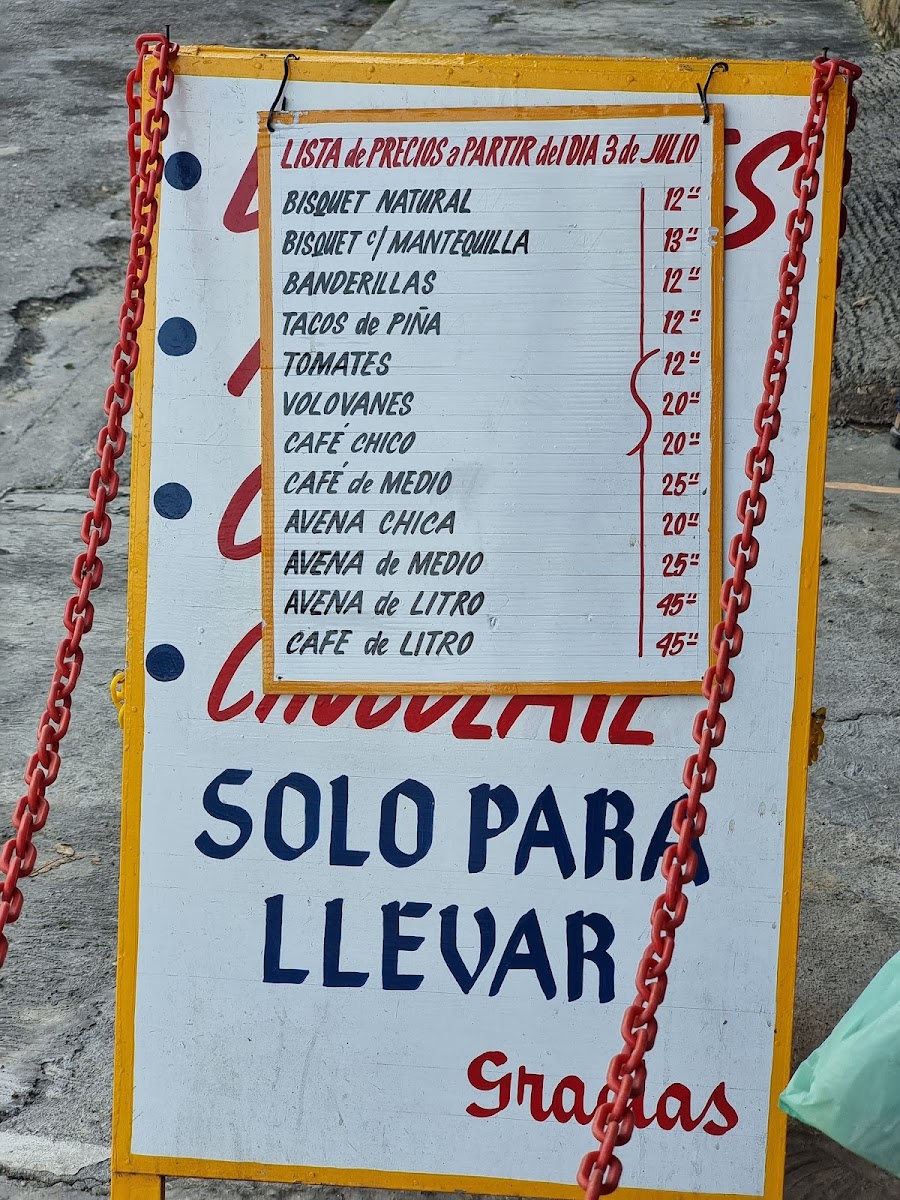 LISTA de PRECIOS a PARTIR del DIA 3 de JULIO
BISQUET NATURAL 12"
BISQUET c/ MANTEQUILLA 13"
BANDERILLAS 12"
TACOS de PIÑA 12"
TOMATES 12"
VOLOVANES 20"
CAFÉ CHICO 20"
CAFÉ de MEDIO 25"
AVENA CHICA 20"
AVENA de MEDIO 25"
AVENA de LITRO 45"
CAFE de LITRO 45"
CHOCOLATE
SOLO PARA
LLEVAR
Gracias